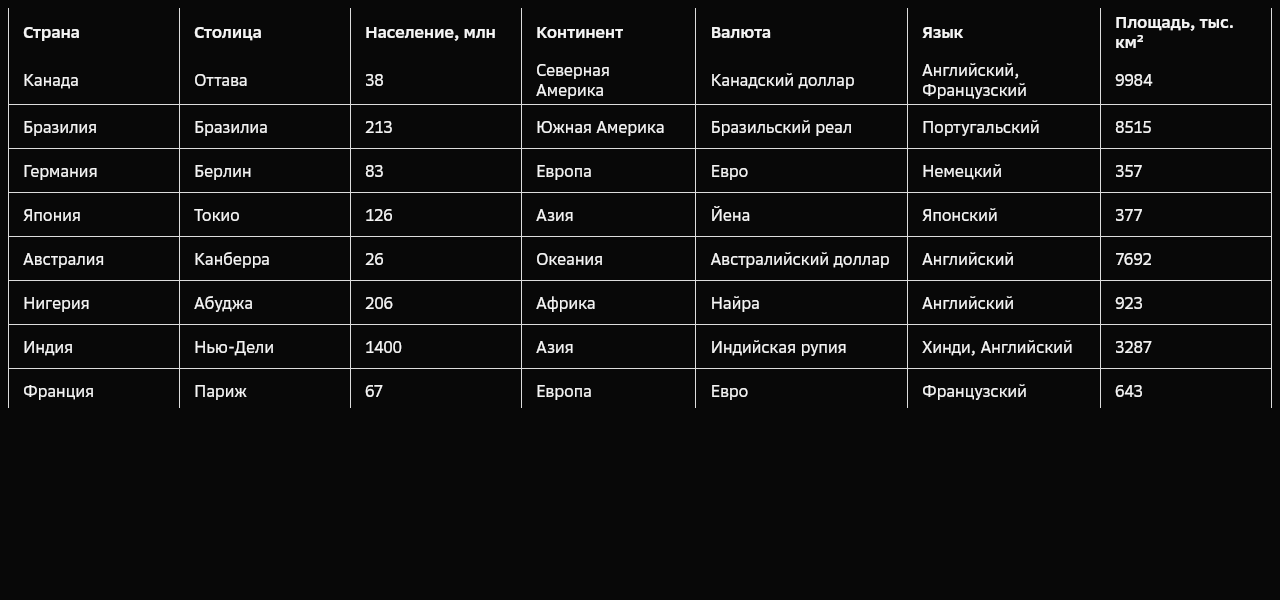 Страна Столица Население, млн Континент Валюта Язык Площадь, тыс. км²
Канада Оттава 38 Северная Америка Канадский доллар Английский, Французский 9984
Бразилия Бразилиа 213 Южная Америка Бразильский реал Португальский 8515
Германия Берлин 83 Европа Евро Немецкий 357
Япония Токио 126 Азия Йена Японский 377
Австралия Канберра 26 Океания Австралийский доллар Английский 7692
Нигерия Абуджа 206 Африка Найра Английский 923
Индия Нью-Дели 1400 Азия Индийская рупия Хинди, Английский 3287
Франция Париж 67 Европа Евро Французский 643